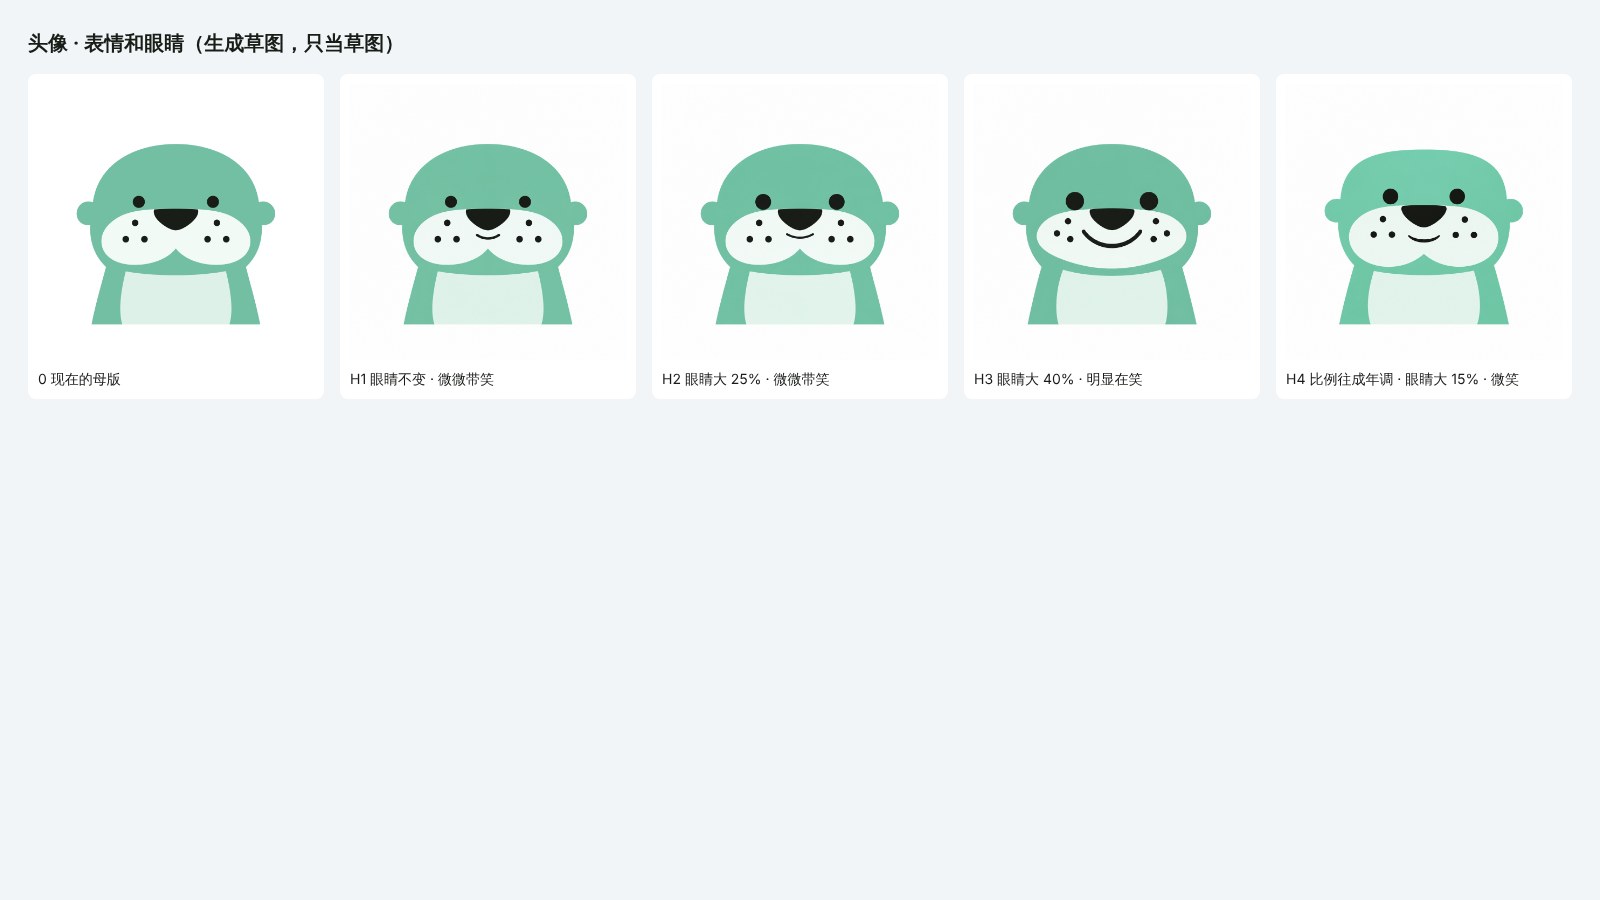 头像 · 表情和眼睛（生成草图，只当草图）
0 现在的母版
H1 眼睛不变 · 微微带笑
H2 眼睛大 25% · 微微带笑
H3 眼睛大 40% · 明显在笑
H4 比例往成年调 · 眼睛大 15% · 微笑